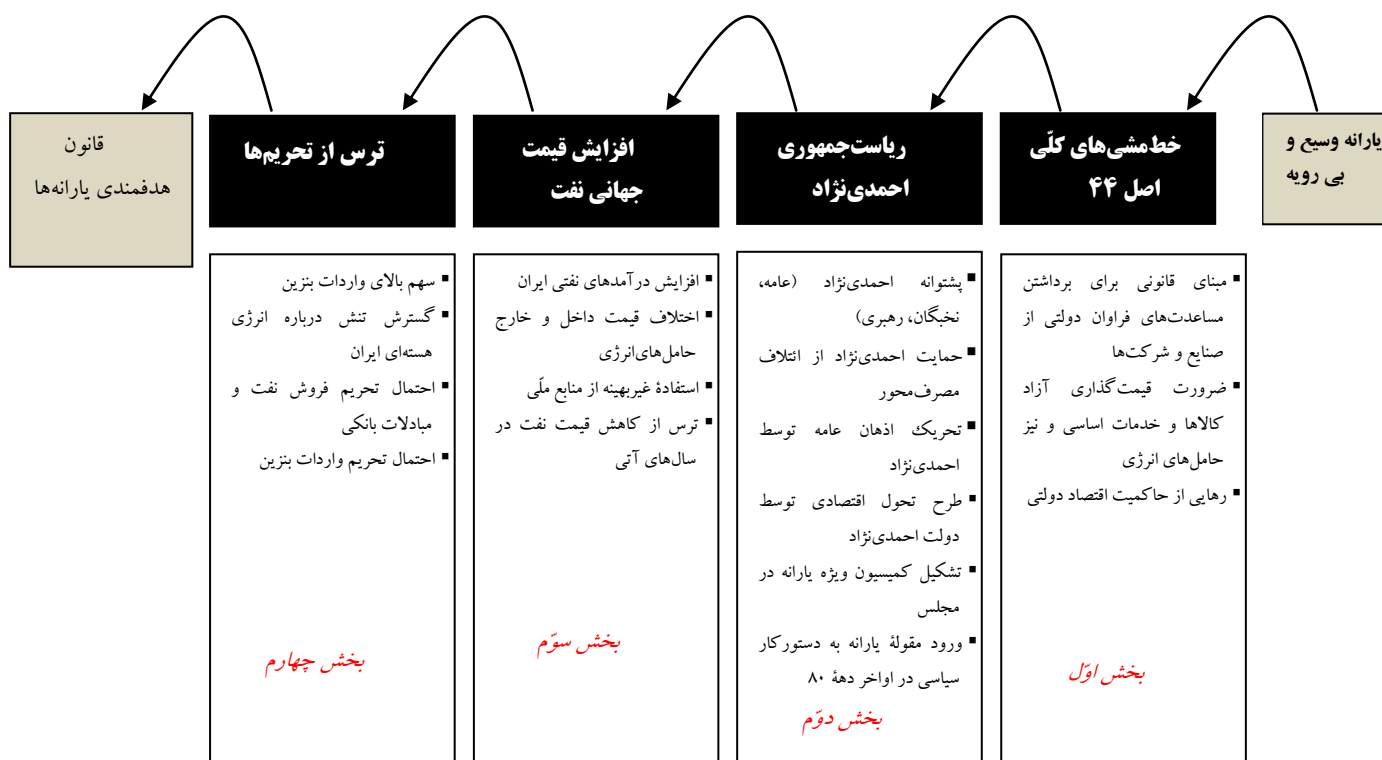 یارانه وسیع و
بی رویه
خط‌مشی‌های کلّی
اصل ۴۴
ریاست‌جمهوری
احمدی‌نژاد
افزایش قیمت
جهانی نفت
ترس از تحریم‌ها
قانون
هدفمندی یارانه‌ها
▪ مبنای قانونی برای برداشتن
مساعدت‌های فراوان دولتی از
صنایع و شرکت‌ها
▪ ضرورت قیمت‌گذاری آزاد
کالاها و خدمات اساسی و نیز
حامل‌های انرژی
▪ رهایی از حاکمیت اقتصاد دولتی
بخش اوّل
▪ پشتوانه احمدی‌نژاد (عامه،
نخبگان، رهبری)
▪ حمایت احمدی‌نژاد از ائتلاف
مصرف‌محور
▪ تحریک اذهان عامه توسط
احمدی‌نژاد
▪ طرح تحول اقتصادی توسط
دولت احمدی‌نژاد
▪ تشکیل کمیسیون ویژه یارانه در
مجلس
▪ ورود مقولهٔ یارانه به دستورکار
سیاسی در اواخر دههٔ ۸۰
بخش دوّم
▪ افزایش درآمدهای نفتی ایران
▪ اختلاف قیمت داخل و خارج
حامل‌های‌انرژی
▪ استفادهٔ غیربهینه از منابع ملّی
▪ ترس از کاهش قیمت نفت در
سال‌های آتی
بخش سوّم
▪ سهم بالای واردات بنزین
▪ گسترش تنش درباره انرژی
هسته‌ای ایران
▪ احتمال تحریم فروش نفت و
مبادلات بانکی
▪ احتمال تحریم واردات بنزین
بخش چهارم